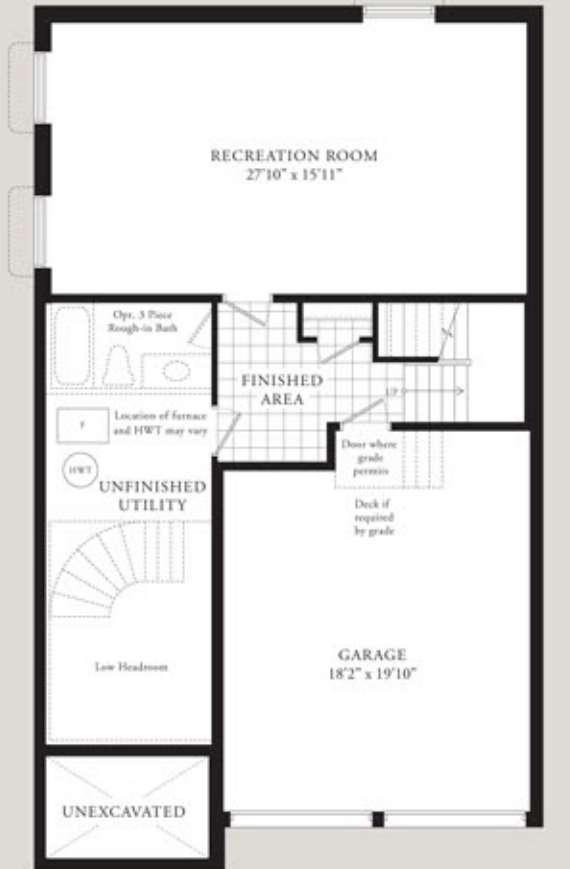 RECREATION ROOM
27'10" x 15'11"
Opt. 3 Piece
Rough-in Bath
FINISHED
AREA
UP
F
Location of furnace
and HWT may vary
HWT
UNFINISHED
UTILITY
Door where
grade
permits
Deck if
required
by grade
Low Headroom
GARAGE
18'2" x 19'10"
UNEXCAVATED